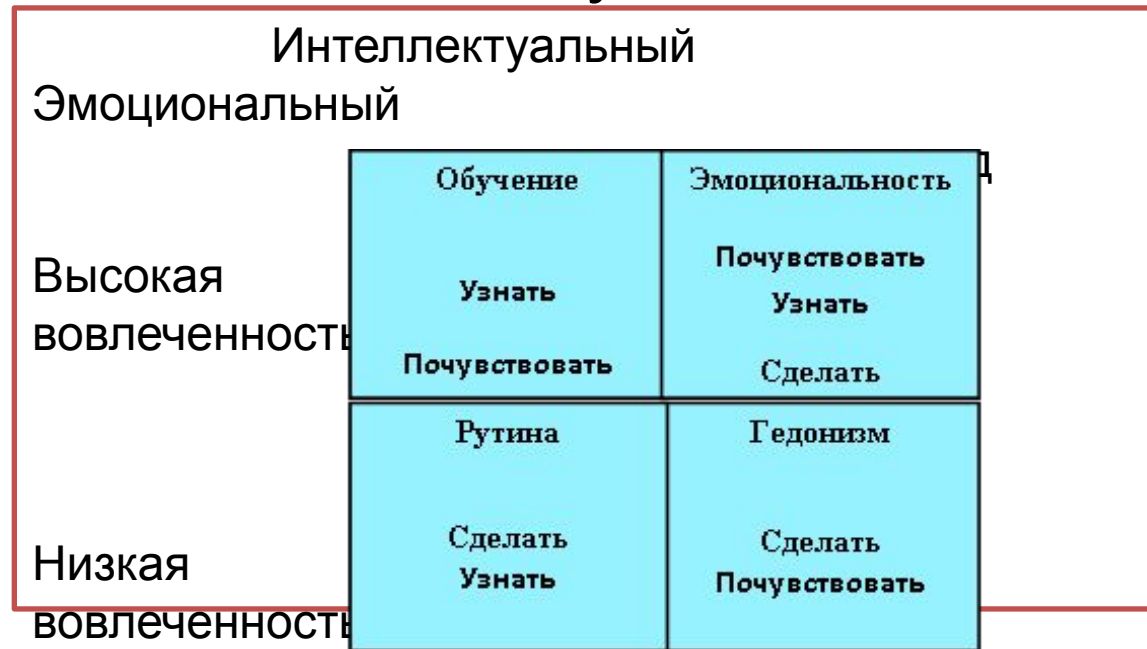 Интеллектуальный
Эмоциональный
Высокая
вовлеченность
Обучение
Узнать
Почувствовать
Эмоциональность
Почувствовать
Узнать
Сделать
Низкая
вовлеченность
Рутина
Сделать
Узнать
Гедонизм
Сделать
Почувствовать